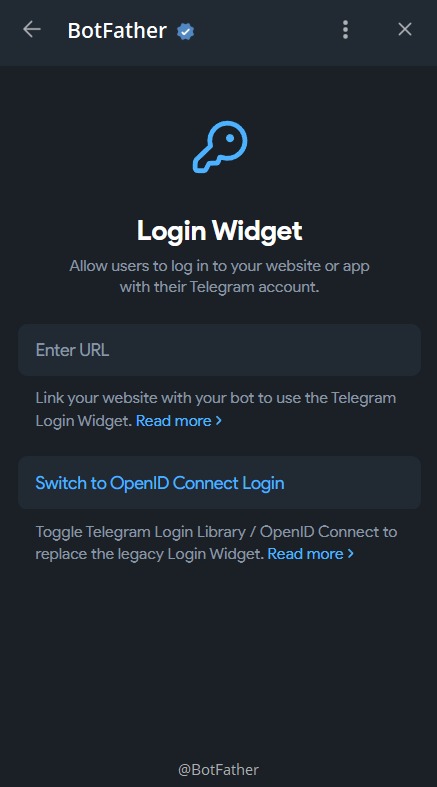 BotFather
Login Widget
Allow users to log in to your website or app
with their Telegram account.
Enter URL
Link your website with your bot to use the Telegram
Login Widget. Read more >
Switch to OpenID Connect Login
Toggle Telegram Login Library / OpenID Connect to
replace the legacy Login Widget. Read more >
@BotFather